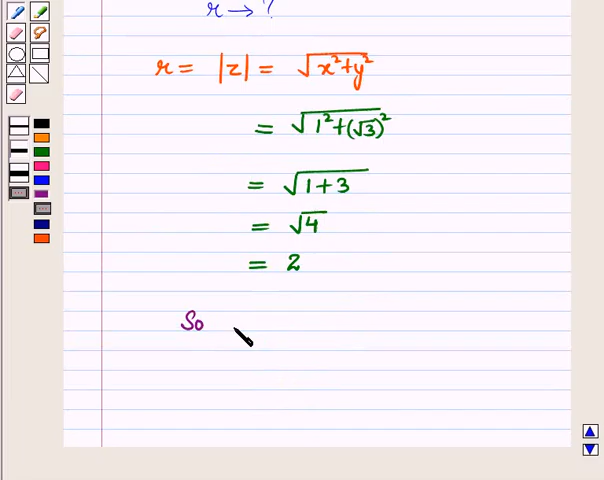 r → ?
r = |z| = √x²+y²
= √1²+(√3)²
= √1+3
= √4
= 2
So